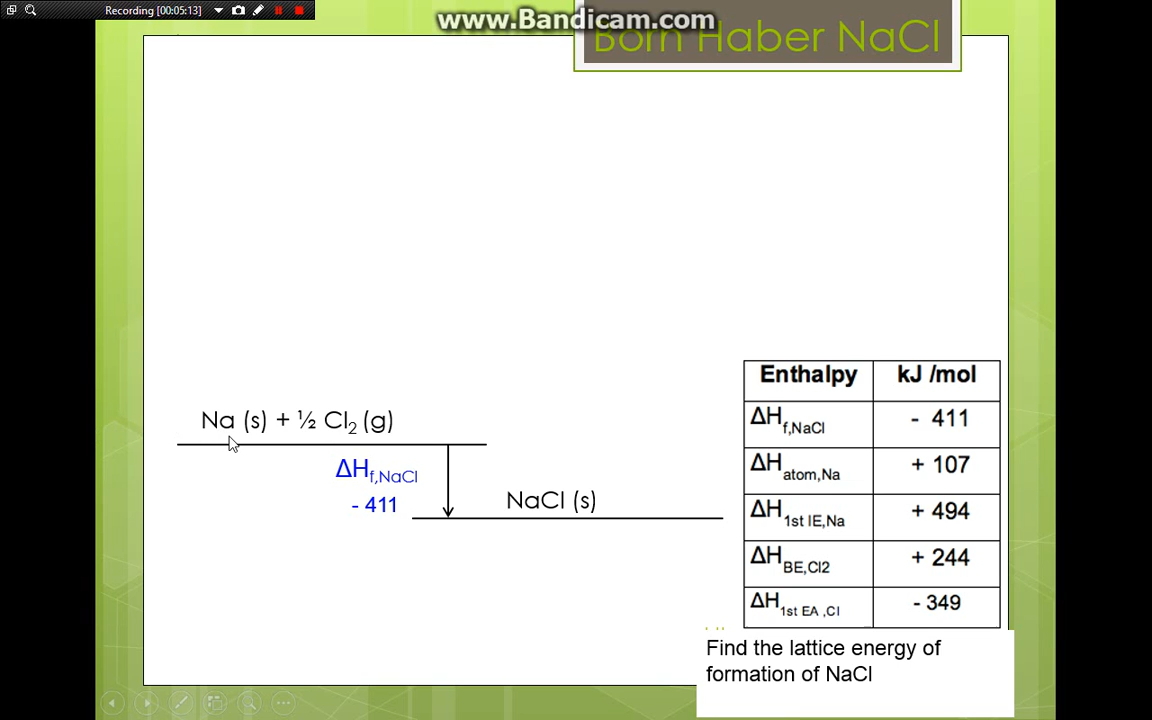 Recording [00:05:13]
www.Bandicam.com
Born Haber NaCl
Na (s) + ½ Cl₂ (g)
ΔH f,NaCl
- 411
NaCl (s)
Enthalpy kJ /mol
ΔH f,NaCl - 411
ΔH atom,Na + 107
ΔH 1st IE,Na + 494
ΔH BE,Cl2 + 244
ΔH 1st EA ,Cl - 349
Find the lattice energy of
formation of NaCl